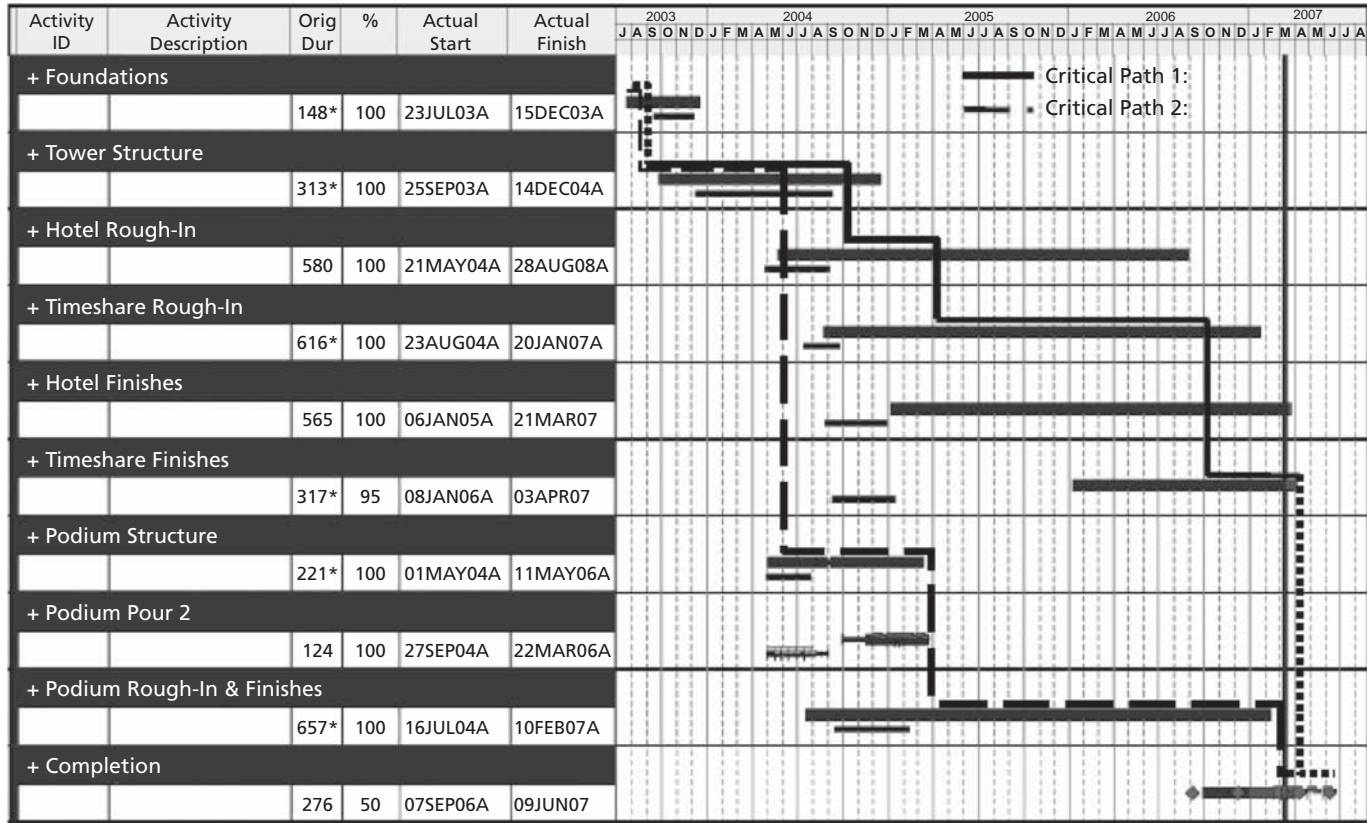 Activity ID Activity Description Orig Dur % Actual Start Actual Finish
2003 2004 2005 2006 2007
J A S O N D J F M A M J J A S O N D J F M A M J J A S O N D J F M A M J J A S O N D J F M A M J J A
+ Foundations
148* 100 23JUL03A 15DEC03A
Critical Path 1:
Critical Path 2:
+ Tower Structure
313* 100 25SEP03A 14DEC04A
+ Hotel Rough-In
580 100 21MAY04A 28AUG08A
+ Timeshare Rough-In
616* 100 23AUG04A 20JAN07A
+ Hotel Finishes
565 100 06JAN05A 21MAR07
+ Timeshare Finishes
317* 95 08JAN06A 03APR07
+ Podium Structure
221* 100 01MAY04A 11MAY06A
+ Podium Pour 2
124 100 27SEP04A 22MAR06A
+ Podium Rough-In & Finishes
657* 100 16JUL04A 10FEB07A
+ Completion
276 50 07SEP06A 09JUN07